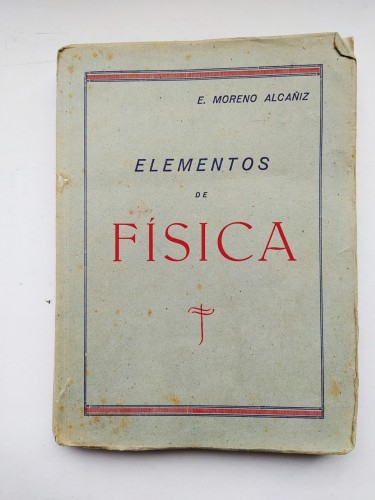 E. MORENO ALCAÑIZ
ELEMENTOS
DE
FÍSICA